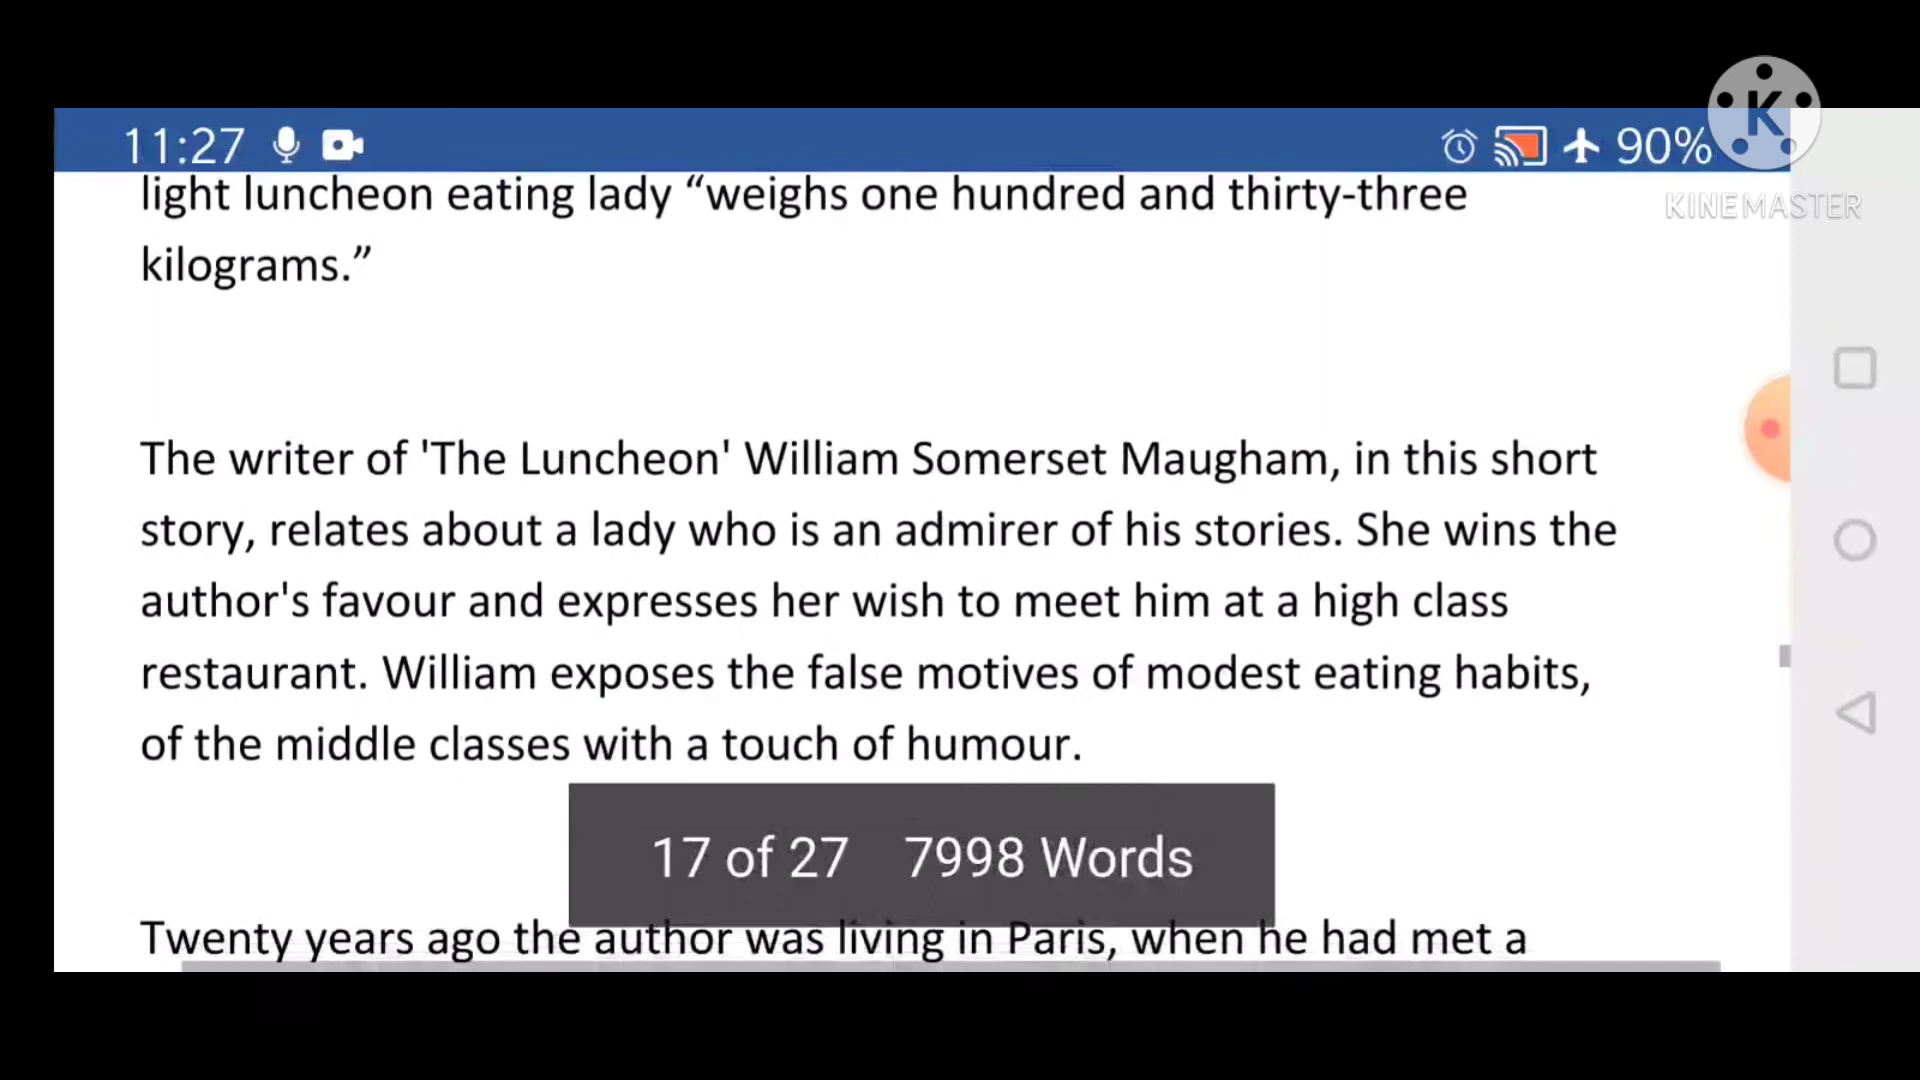 11:27
90%
K
KINEMASTER
light luncheon eating lady “weighs one hundred and thirty-three
kilograms.”
The writer of 'The Luncheon' William Somerset Maugham, in this short
story, relates about a lady who is an admirer of his stories. She wins the
author's favour and expresses her wish to meet him at a high class
restaurant. William exposes the false motives of modest eating habits,
of the middle classes with a touch of humour.
17 of 27 7998 Words
Twenty years ago the author was living in Paris, when he had met a